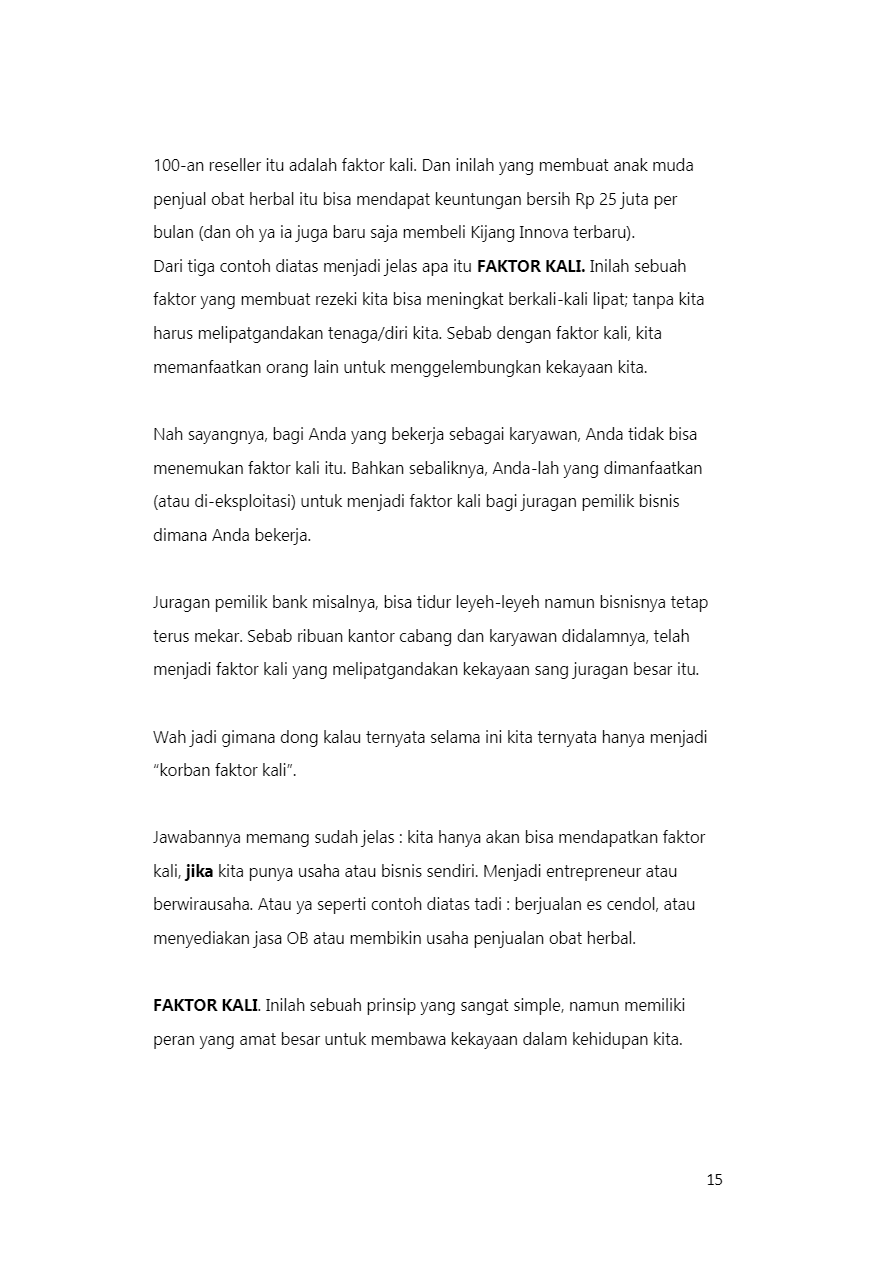 100-an reseller itu adalah faktor kali. Dan inilah yang membuat anak muda
penjual obat herbal itu bisa mendapat keuntungan bersih Rp 25 juta per
bulan (dan oh ya ia juga baru saja membeli Kijang Innova terbaru).
Dari tiga contoh diatas menjadi jelas apa itu FAKTOR KALI. Inilah sebuah
faktor yang membuat rezeki kita bisa meningkat berkali-kali lipat; tanpa kita
harus melipatgandakan tenaga/diri kita. Sebab dengan faktor kali, kita
memanfaatkan orang lain untuk menggelembungkan kekayaan kita.
Nah sayangnya, bagi Anda yang bekerja sebagai karyawan, Anda tidak bisa
menemukan faktor kali itu. Bahkan sebaliknya, Anda-lah yang dimanfaatkan
(atau di-eksploitasi) untuk menjadi faktor kali bagi juragan pemilik bisnis
dimana Anda bekerja.
Juragan pemilik bank misalnya, bisa tidur leyeh-leyeh namun bisnisnya tetap
terus mekar. Sebab ribuan kantor cabang dan karyawan didalamnya, telah
menjadi faktor kali yang melipatgandakan kekayaan sang juragan besar itu.
Wah jadi gimana dong kalau ternyata selama ini kita ternyata hanya menjadi
“korban faktor kali”.
Jawabannya memang sudah jelas : kita hanya akan bisa mendapatkan faktor
kali, jika kita punya usaha atau bisnis sendiri. Menjadi entrepreneur atau
berwirausaha. Atau ya seperti contoh diatas tadi : berjualan es cendol, atau
menyediakan jasa OB atau membikin usaha penjualan obat herbal.
FAKTOR KALI. Inilah sebuah prinsip yang sangat simple, namun memiliki
peran yang amat besar untuk membawa kekayaan dalam kehidupan kita.
15